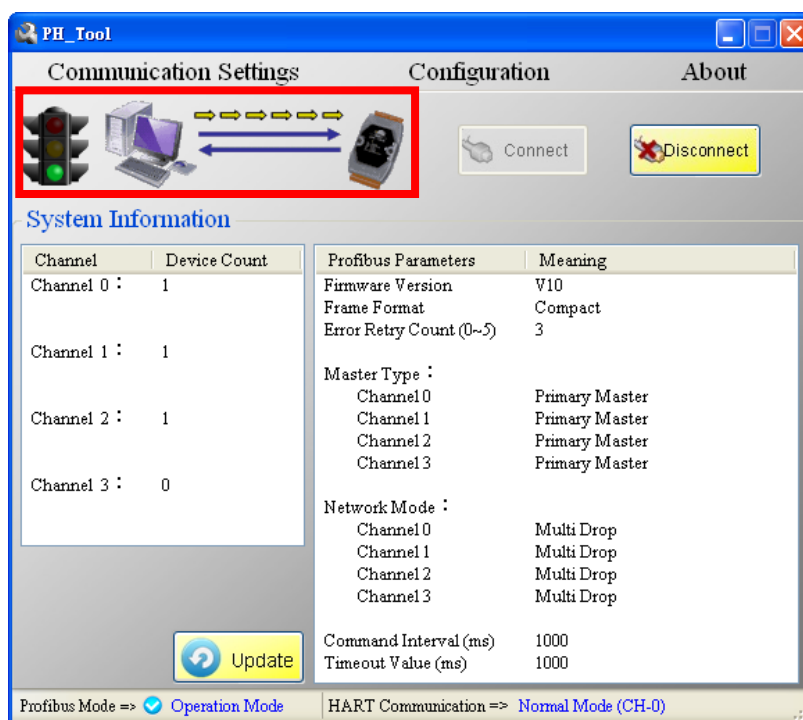 PH_Tool
Communication Settings Configuration About
Connect Disconnect
System Information
Channel Device Count
Channel 0： 1
Channel 1： 1
Channel 2： 1
Channel 3： 0
Update
Profibus Parameters Meaning
Firmware Version V10
Frame Format Compact
Error Retry Count (0~5) 3
Master Type：
Channel 0 Primary Master
Channel 1 Primary Master
Channel 2 Primary Master
Channel 3 Primary Master
Network Mode：
Channel 0 Multi Drop
Channel 1 Multi Drop
Channel 2 Multi Drop
Channel 3 Multi Drop
Command Interval (ms) 1000
Timeout Value (ms) 1000
Profibus Mode => Operation Mode HART Communication => Normal Mode (CH-0)